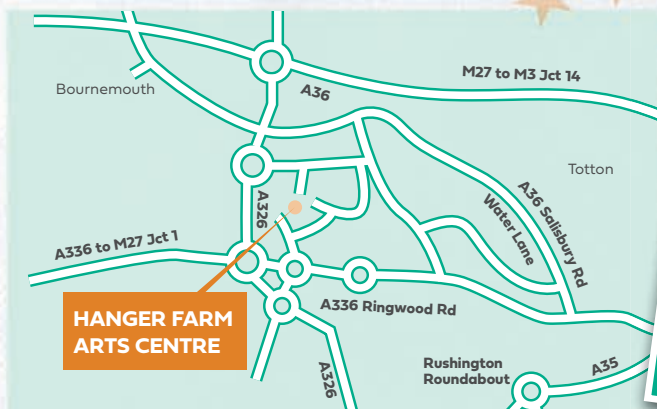 M27 to M3 Jct 14
Bournemouth
A36
Totton
A36 Salisbury Rd
Water Lane
A326
A336 to M27 Jct 1
HANGER FARM
ARTS CENTRE
A336 Ringwood Rd
A326
Rushington
Roundabout
A35